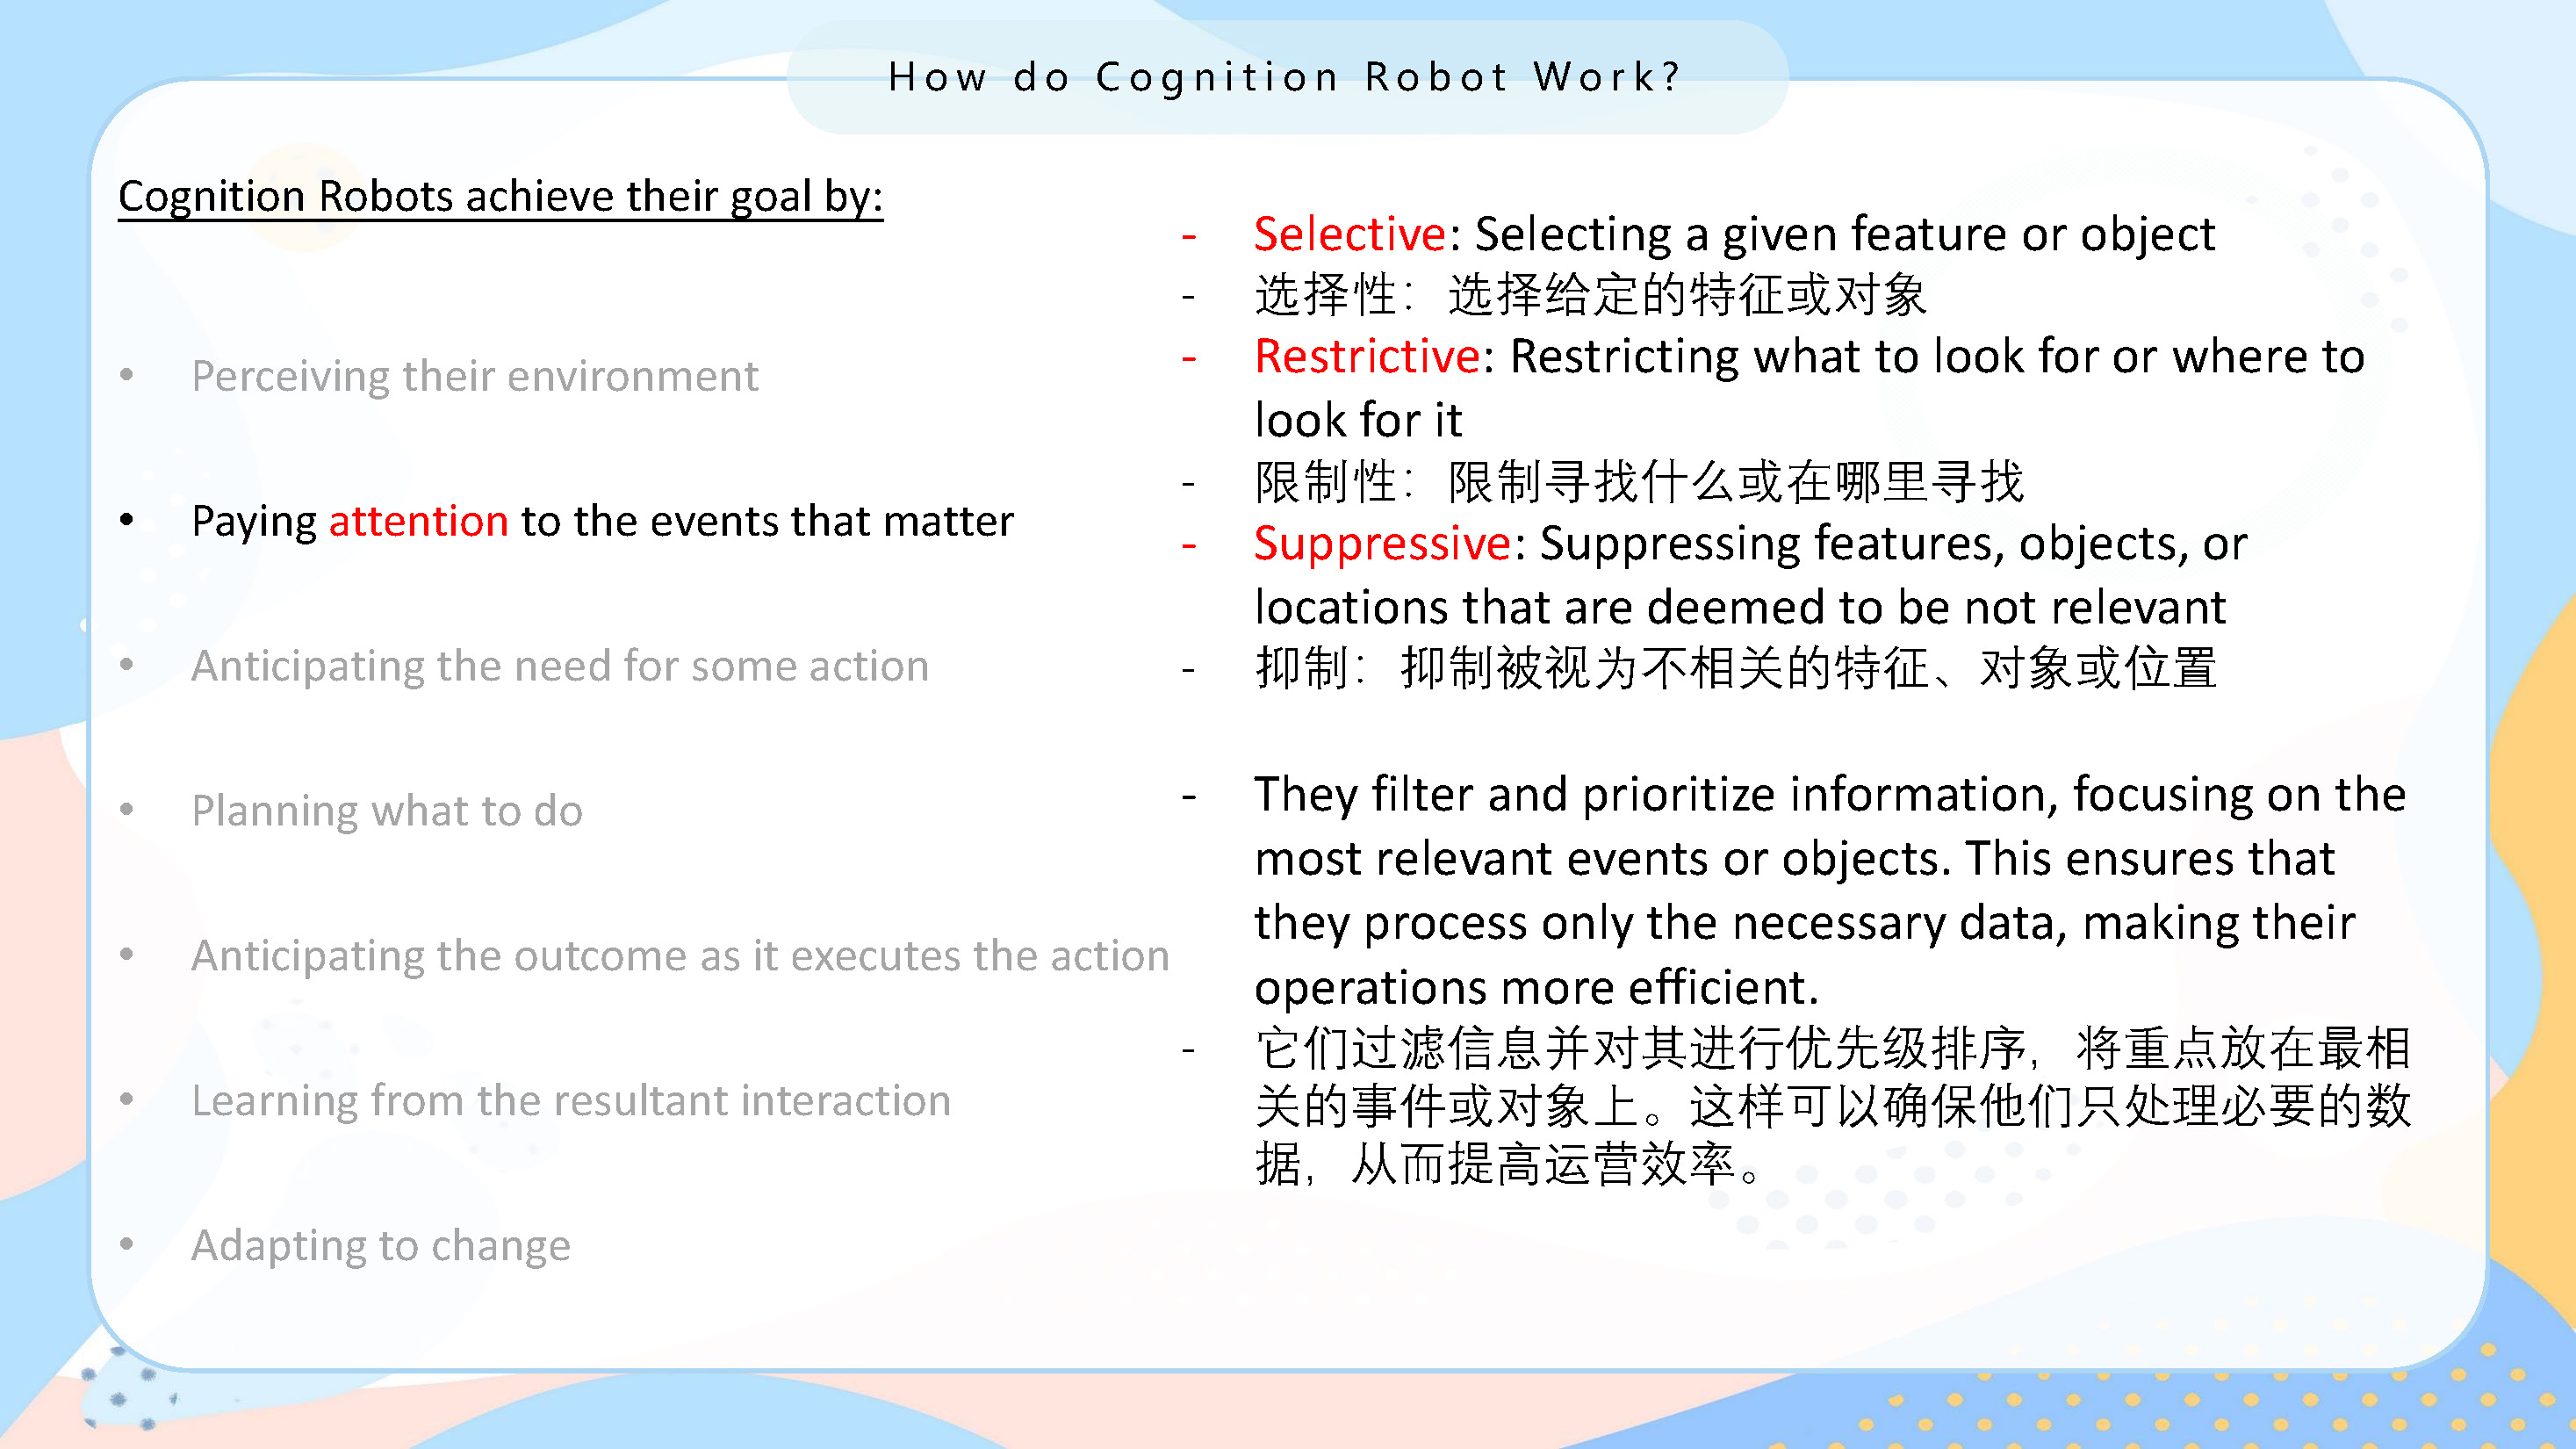 How do Cognition Robot Work?
Cognition Robots achieve their goal by:
• Perceiving their environment
• Paying attention to the events that matter
• Anticipating the need for some action
• Planning what to do
• Anticipating the outcome as it executes the action
• Learning from the resultant interaction
• Adapting to change
- Selective: Selecting a given feature or object
- 选择性：选择给定的特征或对象
- Restrictive: Restricting what to look for or where to
look for it
- 限制性：限制寻找什么或在哪里寻找
- Suppressive: Suppressing features, objects, or
locations that are deemed to be not relevant
- 抑制：抑制被视为不相关的特征、对象或位置
- They filter and prioritize information, focusing on the
most relevant events or objects. This ensures that
they process only the necessary data, making their
operations more efficient.
- 它们过滤信息并对其进行优先级排序，将重点放在最相
关的事件或对象上。这样可以确保他们只处理必要的数
据，从而提高运营效率。